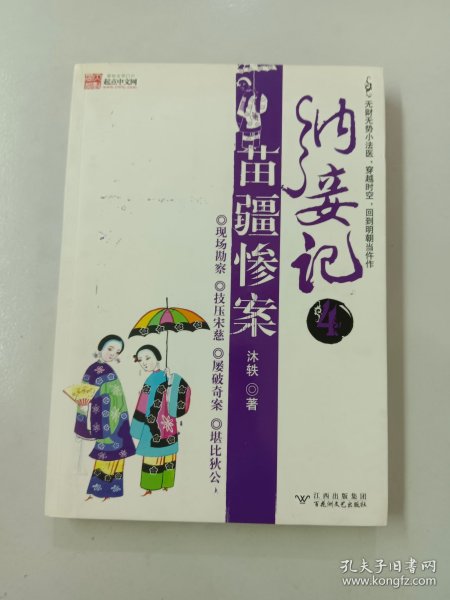 起点中文网
无财无势小法医，穿越时空，回到明朝当仵作
纳妾记
4
苗疆惨案
沐轶◎著
◎现场勘察 ◎技压宋慈 ◎屡破奇案 ◎堪比狄公
江西出版集团
百花洲文艺出版社
孔夫子旧书网
www.kongfz.com